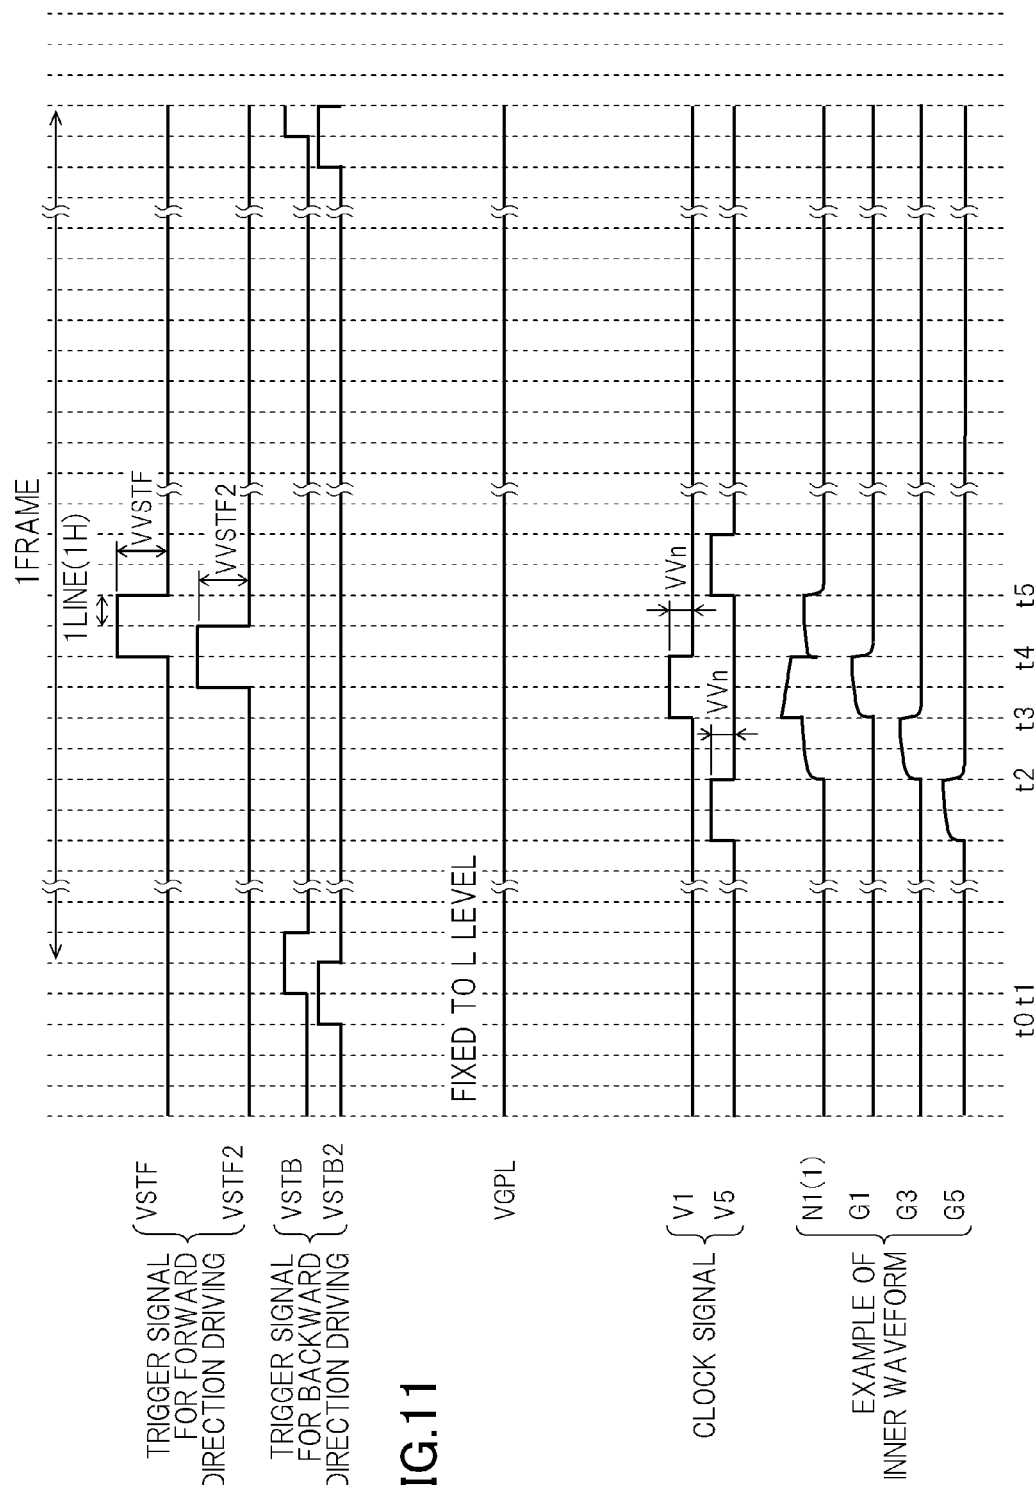 IG.11
TRIGGER SIGNAL
FOR FORWARD
DIRECTION DRIVING
VSTF
VSTF2
TRIGGER SIGNAL
FOR BACKWARD
DIRECTION DRIVING
VSTB
VSTB2
VGPL
FIXED TO L LEVEL
CLOCK SIGNAL
V1
V5
EXAMPLE OF
INNER WAVEFORM
N1(1)
G1
G3
G5
1FRAME
1LINE(1H)
VVSTF
VVSTF2
VVn
VVn
t0 t1 t2 t3 t4 t5